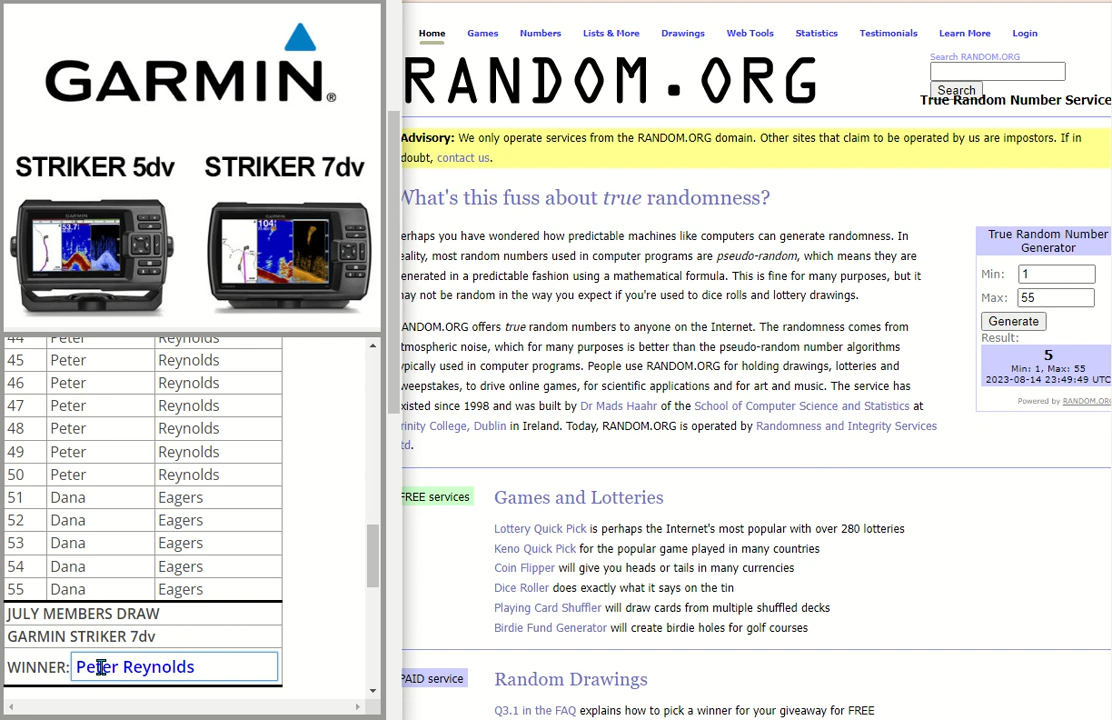 GARMIN®
STRIKER 5dv
STRIKER 7dv
44 Peter Reynolds
45 Peter Reynolds
46 Peter Reynolds
47 Peter Reynolds
48 Peter Reynolds
49 Peter Reynolds
50 Peter Reynolds
51 Dana Eagers
52 Dana Eagers
53 Dana Eagers
54 Dana Eagers
55 Dana Eagers
JULY MEMBERS DRAW
GARMIN STRIKER 7dv
WINNER: Peter Reynolds
Home Games Numbers Lists & More Drawings Web Tools Statistics Testimonials Learn More Login
RANDOM.ORG
Search RANDOM.ORG
Search
True Random Number Service
Advisory: We only operate services from the RANDOM.ORG domain. Other sites that claim to be operated by us are impostors. If in
doubt, contact us.
What's this fuss about true randomness?
erhaps you have wondered how predictable machines like computers can generate randomness. In
eality, most random numbers used in computer programs are pseudo-random, which means they are
enerated in a predictable fashion using a mathematical formula. This is fine for many purposes, but it
may not be random in the way you expect if you're used to dice rolls and lottery drawings.
ANDOM.ORG offers true random numbers to anyone on the Internet. The randomness comes from
tmospheric noise, which for many purposes is better than the pseudo-random number algorithms
ypically used in computer programs. People use RANDOM.ORG for holding drawings, lotteries and
weepstakes, to drive online games, for scientific applications and for art and music. The service has
xisted since 1998 and was built by Dr Mads Haahr of the School of Computer Science and Statistics at
rinity College, Dublin in Ireland. Today, RANDOM.ORG is operated by Randomness and Integrity Services
td.
True Random Number
Generator
Min: 1
Max: 55
Generate
Result:
5
Min: 1, Max: 55
2023-08-14 23:49:49 UTC
Powered by RANDOM.ORG
FREE services
Games and Lotteries
Lottery Quick Pick is perhaps the Internet's most popular with over 280 lotteries
Keno Quick Pick for the popular game played in many countries
Coin Flipper will give you heads or tails in many currencies
Dice Roller does exactly what it says on the tin
Playing Card Shuffler will draw cards from multiple shuffled decks
Birdie Fund Generator will create birdie holes for golf courses
PAID service
Random Drawings
Q3.1 in the FAQ explains how to pick a winner for your giveaway for FREE